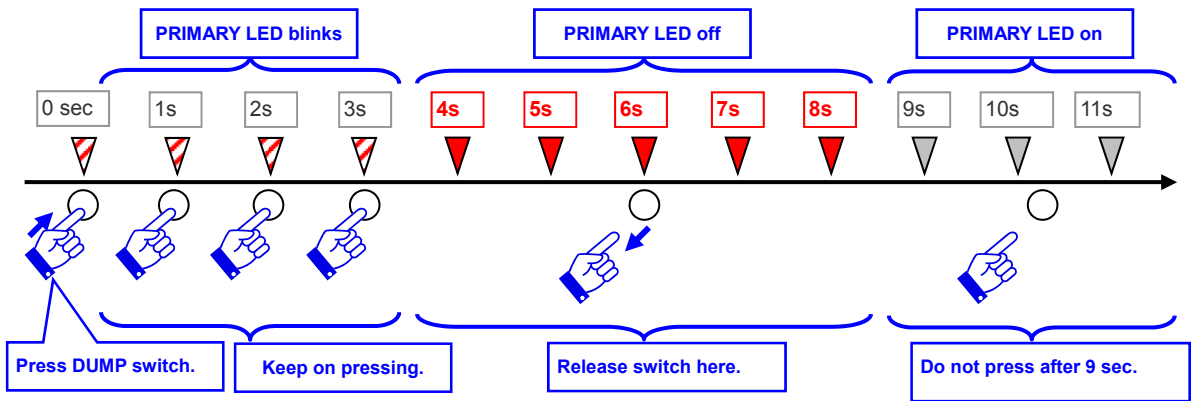 PRIMARY LED blinks
PRIMARY LED off
PRIMARY LED on
0 sec
1s
2s
3s
4s
5s
6s
7s
8s
9s
10s
11s
Press DUMP switch.
Keep on pressing.
Release switch here.
Do not press after 9 sec.